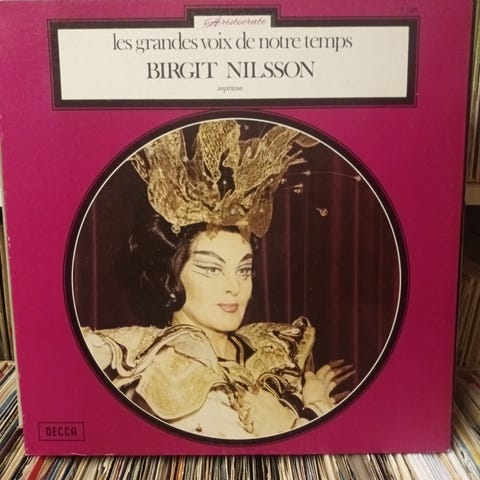 Aristocrate
les grandes voix de notre temps
BIRGIT NILSSON
soprano
DECCA